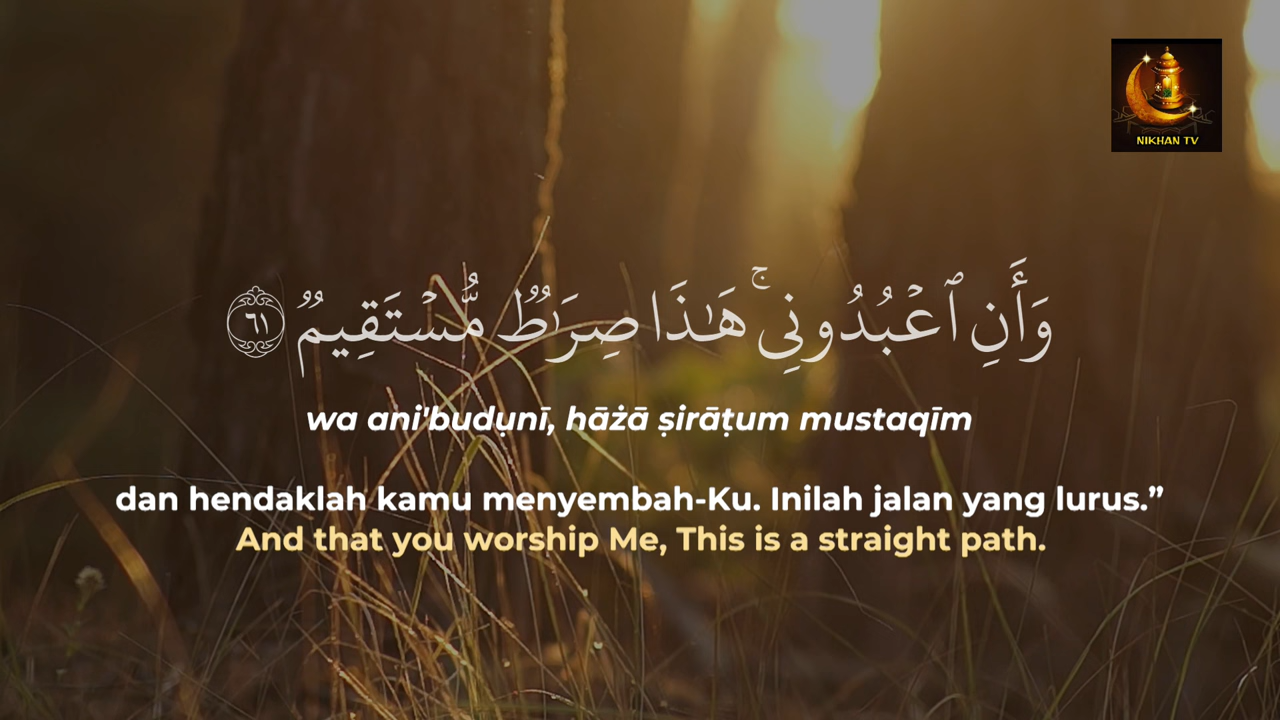 NIKHAN TV
وَأَنِ ٱعْبُدُونِي ۚ هَـٰذَا صِرَٰطٌ مُّسْتَقِيمٌ ٦١
wa ani'budụnī, hāżā ṣirāṭum mustaqīm
dan hendaklah kamu menyembah-Ku. Inilah jalan yang lurus.”
And that you worship Me, This is a straight path.